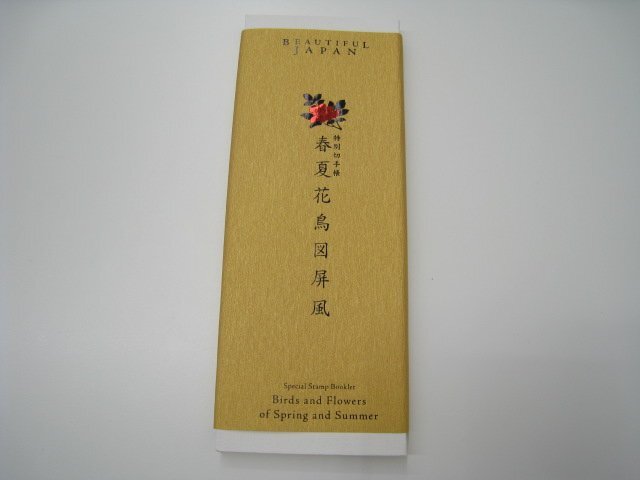 BEAUTIFUL
JAPAN
特別切手帳
春夏花鳥図屏風
Special Stamp Booklet
Birds and Flowers
of Spring and Summer